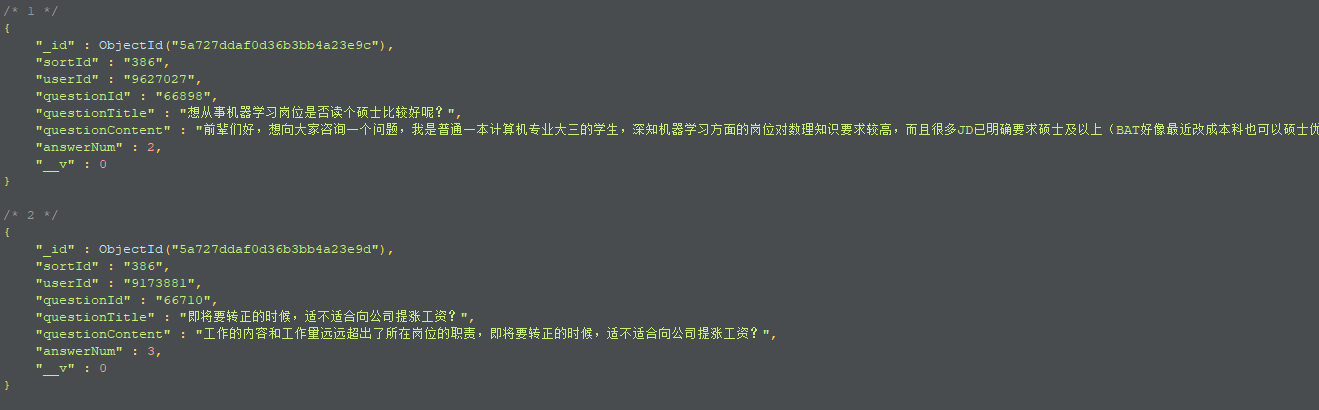 /* 1 */
{
    "_id" : ObjectId("5a727ddaf0d36b3bb4a23e9c"),
    "sortId" : "386",
    "userId" : "9627027",
    "questionId" : "66898",
    "questionTitle" : "想从事机器学习岗位是否读个硕士比较好呢？",
    "questionContent" : "前辈们好，想向大家咨询一个问题，我是普通一本计算机专业大三的学生，深知机器学习方面的岗位对数理知识要求较高，而且很多JD已明确要求硕士及以上（BAT好像最近改成本科也可以硕士优
    "answerNum" : 2,
    "__v" : 0
}
/* 2 */
{
    "_id" : ObjectId("5a727ddaf0d36b3bb4a23e9d"),
    "sortId" : "386",
    "userId" : "9173881",
    "questionId" : "66710",
    "questionTitle" : "即将要转正的时候，适不适合向公司提涨工资？",
    "questionContent" : "工作的内容和工作量远远超出了所在岗位的职责，即将要转正的时候，适不适合向公司提涨工资？",
    "answerNum" : 3,
    "__v" : 0
}